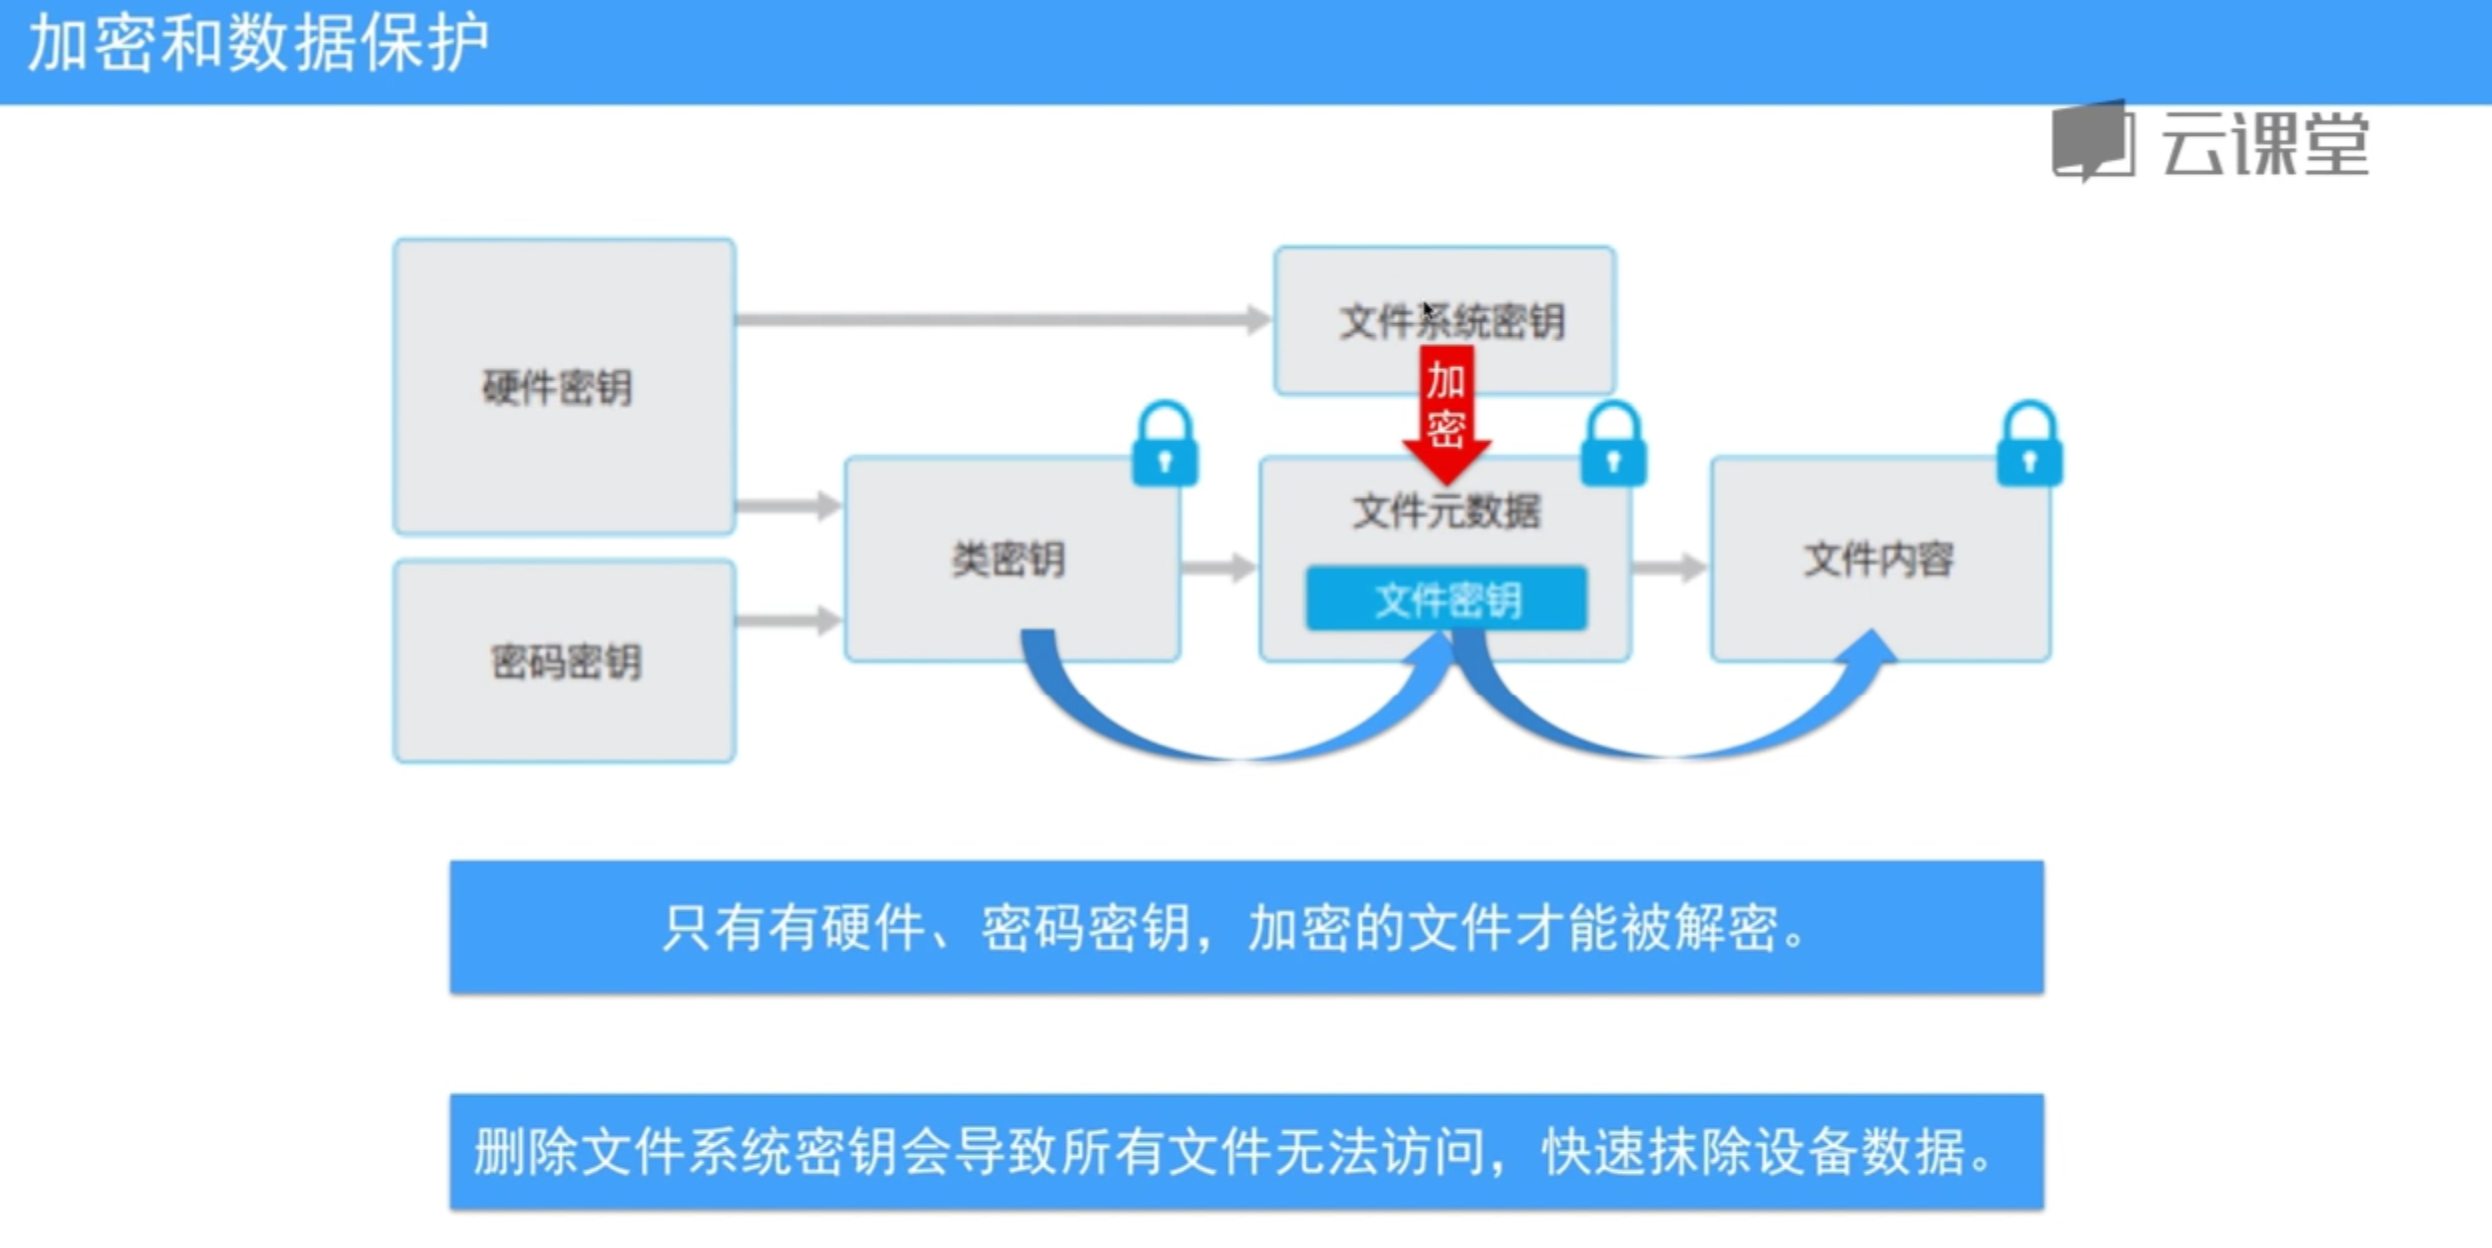 加密和数据保护
云课堂
硬件密钥
文件系统密钥
加密
类密钥
文件元数据
文件密钥
文件内容
密码密钥
只有有硬件、密码密钥，加密的文件才能被解密。
删除文件系统密钥会导致所有文件无法访问，快速抹除设备数据。